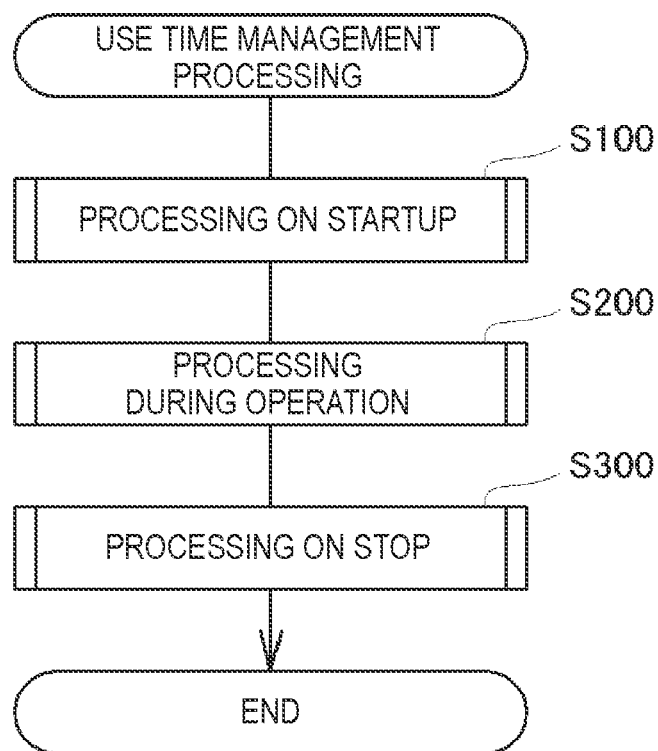 USE TIME MANAGEMENT
PROCESSING
S100
PROCESSING ON STARTUP
S200
PROCESSING
DURING OPERATION
S300
PROCESSING ON STOP
END